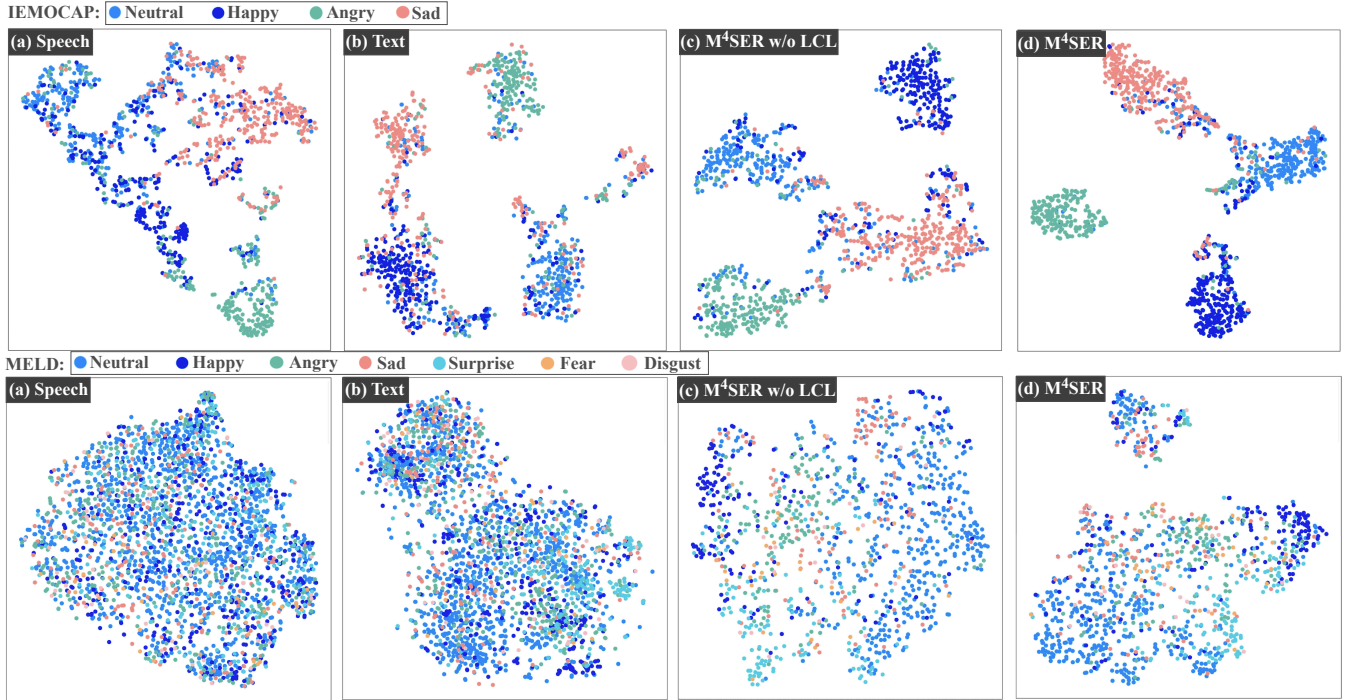 IEMOCAP: Neutral Happy Angry Sad
(a) Speech
(b) Text
(c) M⁴SER w/o LCL
(d) M⁴SER
MELD: Neutral Happy Angry Sad Surprise Fear Disgust
(a) Speech
(b) Text
(c) M⁴SER w/o LCL
(d) M⁴SER